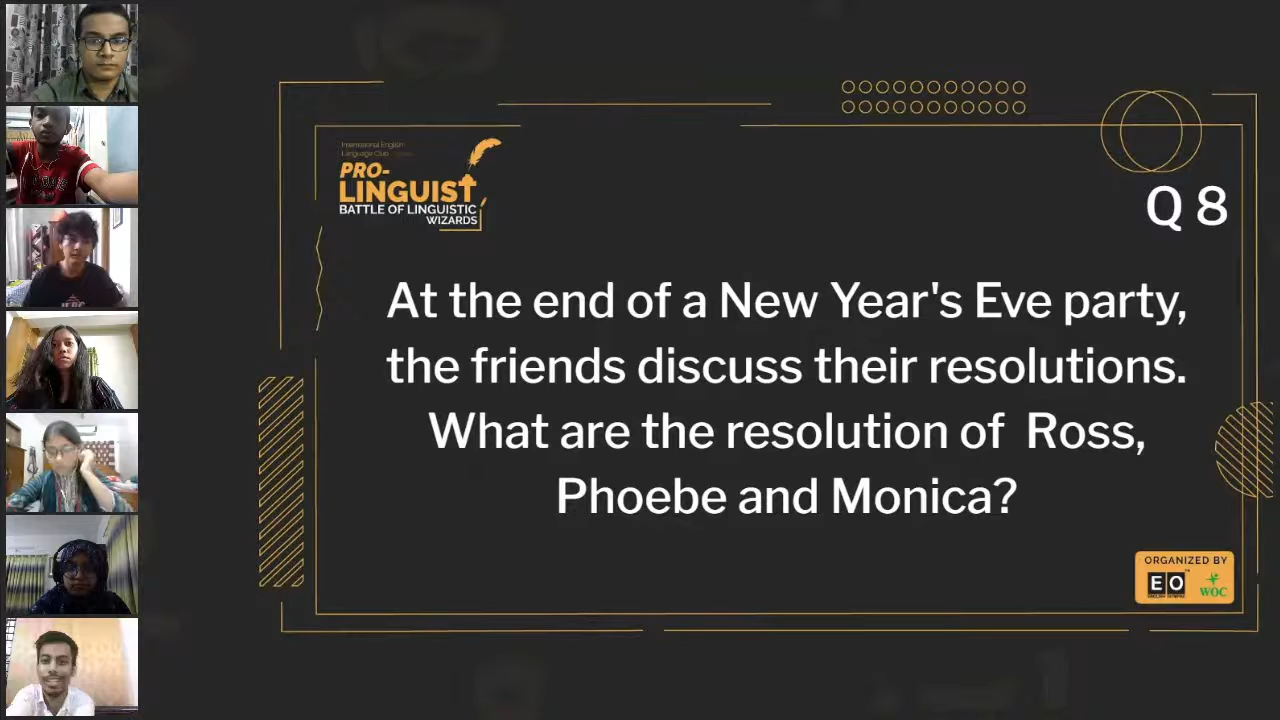 International English
Language Club
PRO-
LINGUIST
BATTLE OF LINGUISTIC
WIZARDS
Q 8
At the end of a New Year's Eve party,
the friends discuss their resolutions.
What are the resolution of Ross,
Phoebe and Monica?
ORGANIZED BY
EO
WOC